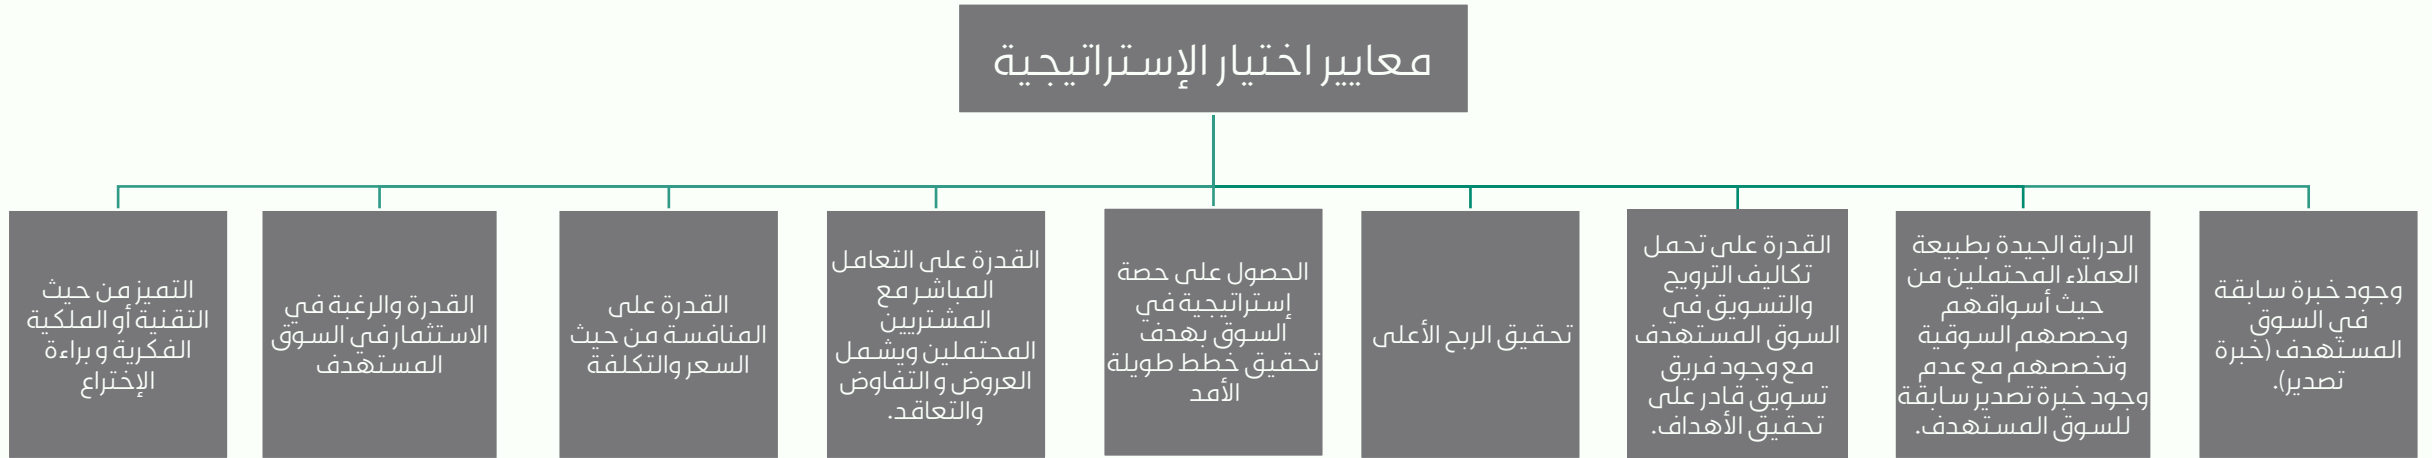 معايير اختيار الإستراتيجية
وجود خبرة سابقة
في السوق
المستهدف (خبرة
تصدير).
الدراية الجيدة بطبيعة
العملاء المحتملين من
حيث أسواقهم
وحصصهم السوقية
وتخصصهم مع عدم
وجود خبرة تصدير سابقة
للسوق المستهدف.
القدرة على تحمل
تكاليف الترويج
والتسويق في
السوق المستهدف
مع وجود فريق
تسويق قادر على
تحقيق الأهداف.
تحقيق الربح الأعلى
الحصول على حصة
إستراتيجية في
السوق بهدف
تحقيق خطط طويلة
الأمد
القدرة على التعامل
المباشر مع
المشتريين
المحتملين ويشمل
العروض و التفاوض
والتعاقد.
القدرة على
المنافسة من حيث
السعر والتكلفة
القدرة والرغبة في
الاستثمار في السوق
المستهدف
التميز من حيث
التقنية أو الملكية
الفكرية و براءة
الإختراع